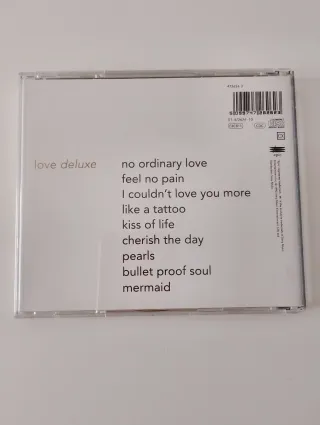 love deluxe
no ordinary love
feel no pain
I couldn't love you more
like a tattoo
kiss of life
cherish the day
pearls
bullet proof soul
mermaid
epic